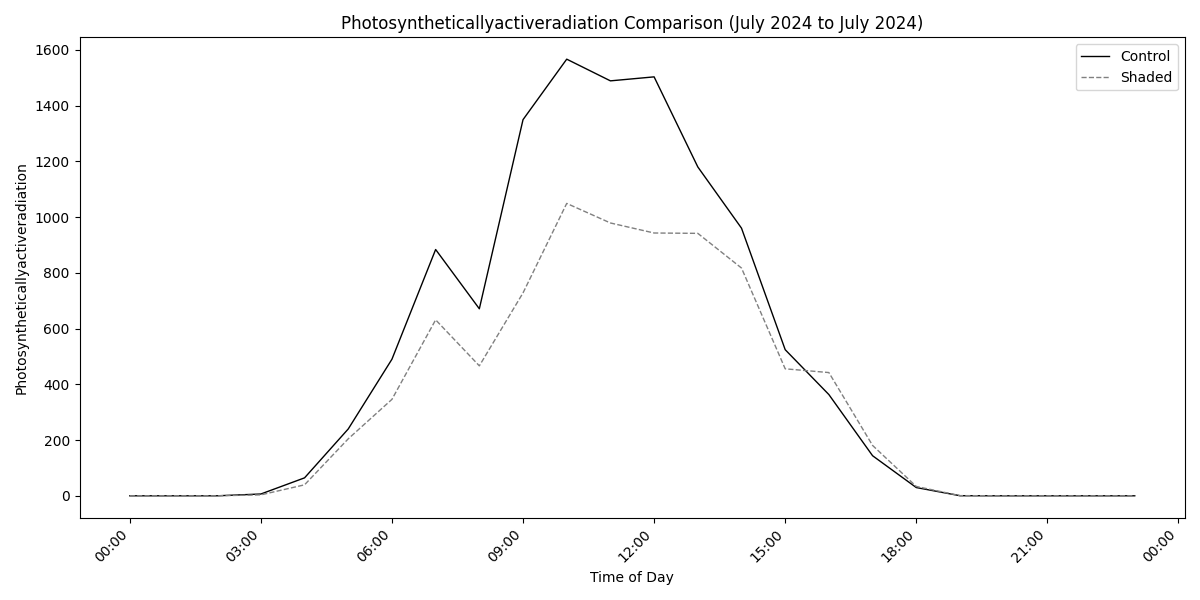 Photosyntheticallyactiveradiation Comparison (July 2024 to July 2024)
Control
Shaded
Photosyntheticallyactiveradiation
1600
1400
1200
1000
800
600
400
200
0
00:00 03:00 06:00 09:00 12:00 15:00 18:00 21:00 00:00
Time of Day